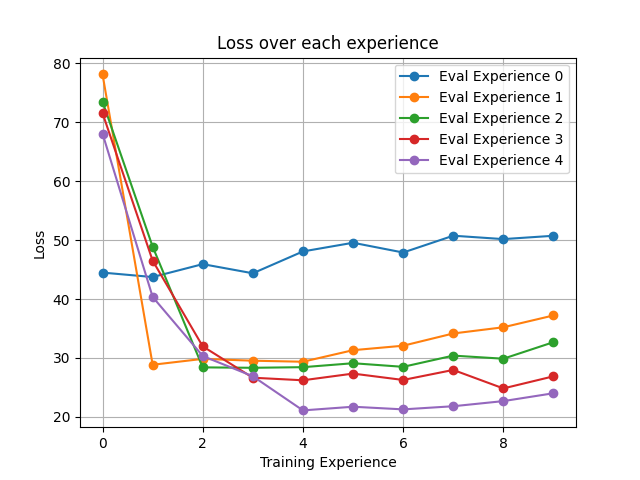 Loss over each experience
80
70
60
50
40
30
20
Loss
Eval Experience 0
Eval Experience 1
Eval Experience 2
Eval Experience 3
Eval Experience 4
0 2 4 6 8
Training Experience